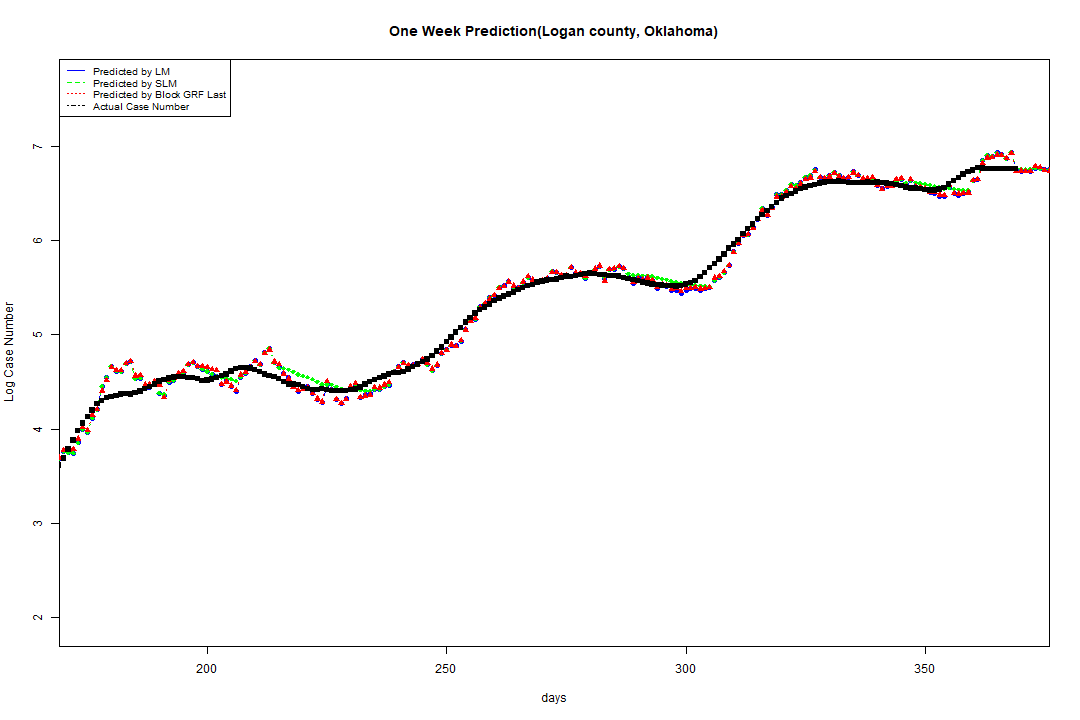 One Week Prediction(Logan county, Oklahoma)
Predicted by LM
Predicted by SLM
Predicted by Block GRF Last
Actual Case Number
7
6
5
4
3
2
Log Case Number
200 250 300 350
days